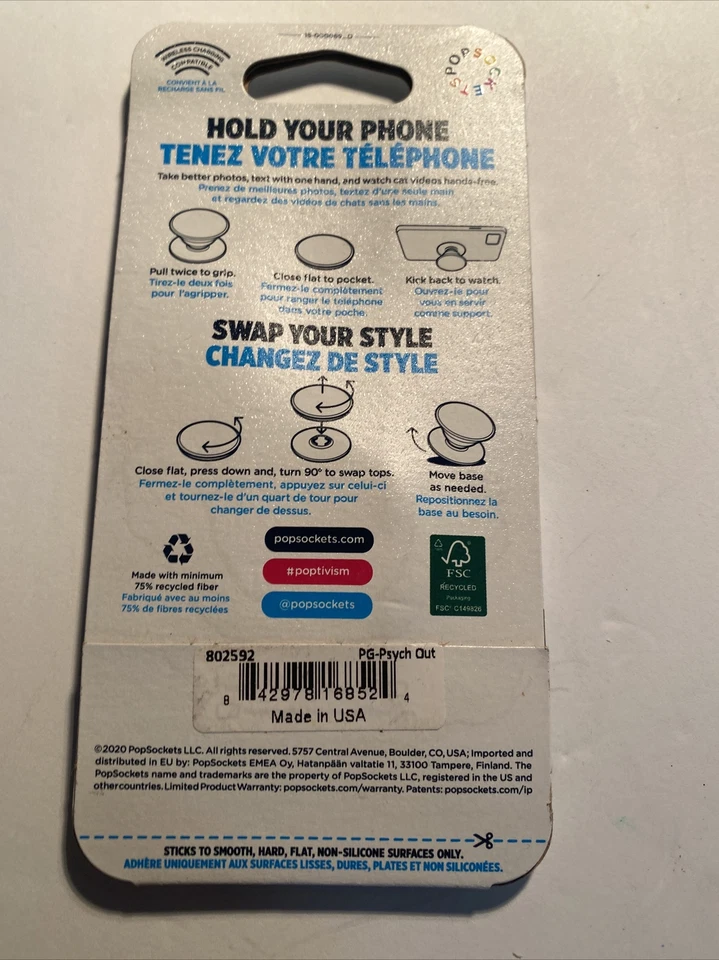 WIRELESS CHARGING
COMPATIBLE
CONVIENT À LA
RECHARGE SANS FIL
POPSOCKETS
HOLD YOUR PHONE
TENEZ VOTRE TÉLÉPHONE
Take better photos, text with one hand, and watch cat videos hands-free.
Prenez de meilleures photos, textez d'une seule main
et regardez des vidéos de chats sans les mains.
Pull twice to grip.
Tirez-le deux fois
pour l'agripper.
Close flat to pocket.
Fermez-le complètement
pour ranger le téléphone
dans votre poche.
Kick back to watch.
Ouvrez-le pour
vous en servir
comme support.
SWAP YOUR STYLE
CHANGEZ DE STYLE
Close flat, press down and, turn 90° to swap tops.
Fermez-le complètement, appuyez sur celui-ci
et tournez-le d'un quart de tour pour
changer de dessus.
Move base
as needed.
Repositionnez la
base au besoin.
Made with minimum
75% recycled fiber
Fabriqué avec au moins
75% de fibres recyclées
popsockets.com
#poptivism
@popsockets
FSC
RECYCLED
Packaging
FSC® C149826
802592 PG-Psych Out
8 42978 16852 4
Made in USA
©2020 PopSockets LLC. All rights reserved. 5757 Central Avenue, Boulder, CO, USA; Imported and
distributed in EU by: PopSockets EMEA Oy, Hatanpään valtatie 11, 33100 Tampere, Finland. The
PopSockets name and trademarks are the property of PopSockets LLC, registered in the US and
other countries. Limited Product Warranty: popsockets.com/warranty. Patents: popsockets.com/ip
STICKS TO SMOOTH, HARD, FLAT, NON-SILICONE SURFACES ONLY.
ADHÈRE UNIQUEMENT AUX SURFACES LISSES, DURES, PLATES ET NON SILICONÉES.